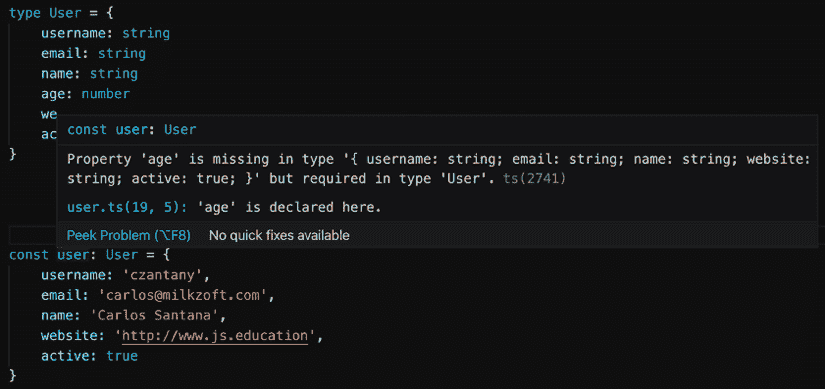 type User = {
username: string
email: string
name: string
age: number
we
ac
}
const user: User
Property 'age' is missing in type '{ username: string; email: string; name: string; website:
string; active: true; }' but required in type 'User'. ts(2741)
user.ts(19, 5): 'age' is declared here.
Peek Problem (⌥F8) No quick fixes available
const user: User = {
username: 'czantany',
email: 'carlos@milkzoft.com',
name: 'Carlos Santana',
website: 'http://www.js.education',
active: true
}